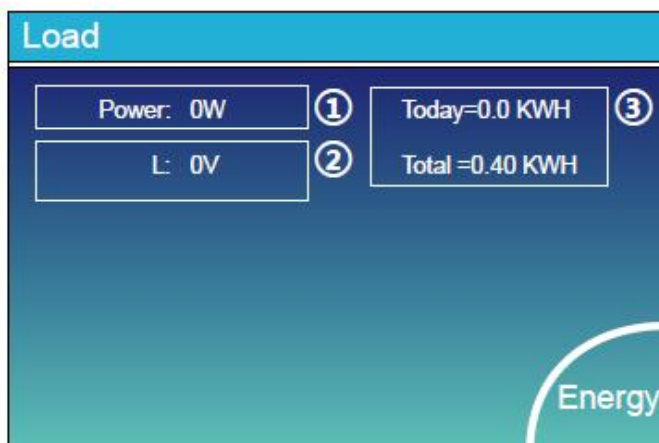 Load
Power: 0W ①
L: 0V ②
Today=0.0 KWH ③
Total =0.40 KWH
Energy